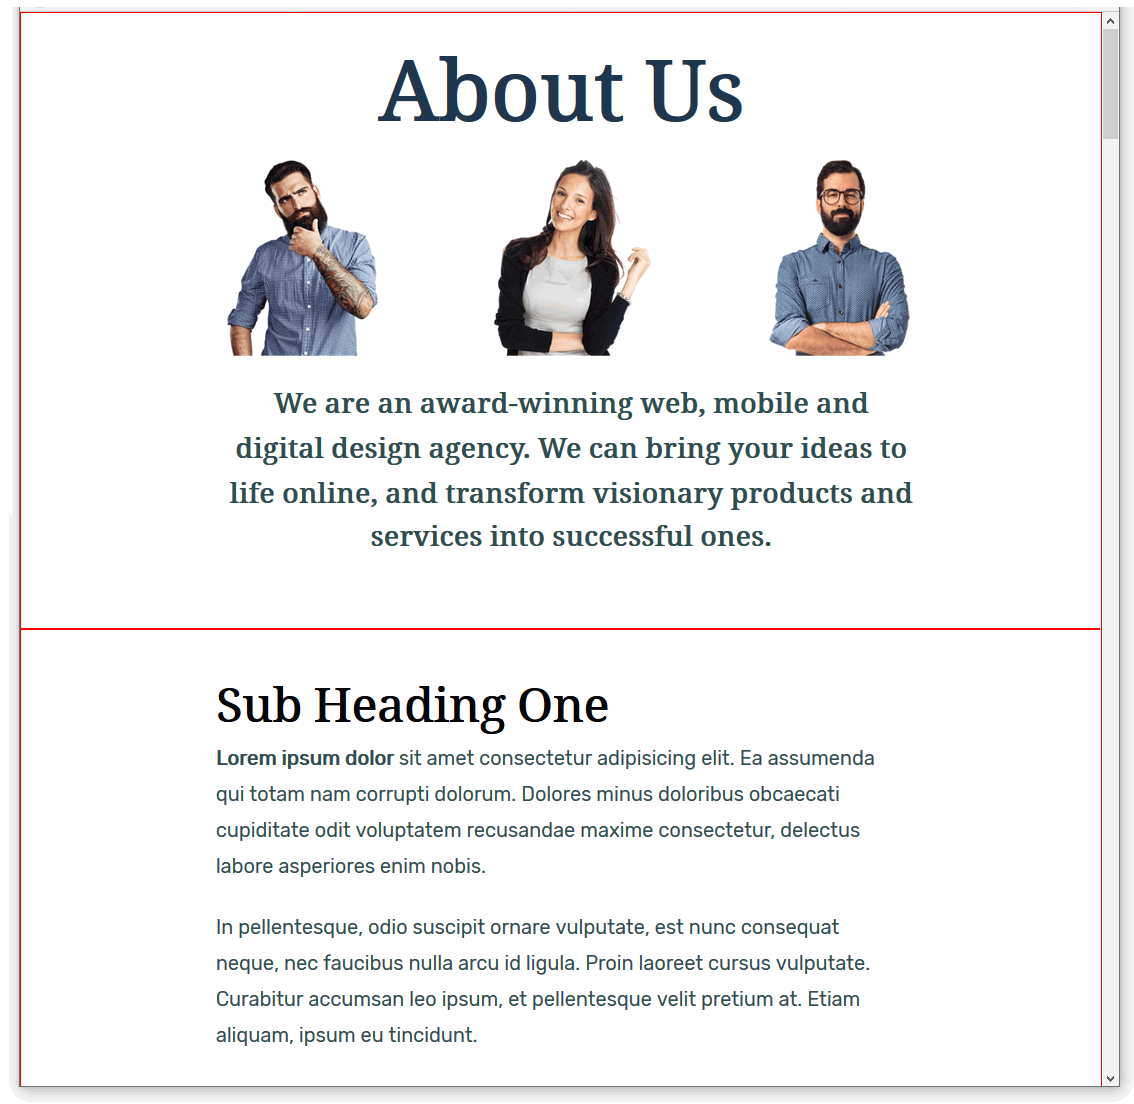 About Us
We are an award-winning web, mobile and
digital design agency. We can bring your ideas to
life online, and transform visionary products and
services into successful ones.
Sub Heading One
Lorem ipsum dolor sit amet consectetur adipisicing elit. Ea assumenda
qui totam nam corrupti dolorum. Dolores minus doloribus obcaecati
cupiditate odit voluptatem recusandae maxime consectetur, delectus
labore asperiores enim nobis.
In pellentesque, odio suscipit ornare vulputate, est nunc consequat
neque, nec faucibus nulla arcu id ligula. Proin laoreet cursus vulputate.
Curabitur accumsan leo ipsum, et pellentesque velit pretium at. Etiam
aliquam, ipsum eu tincidunt.